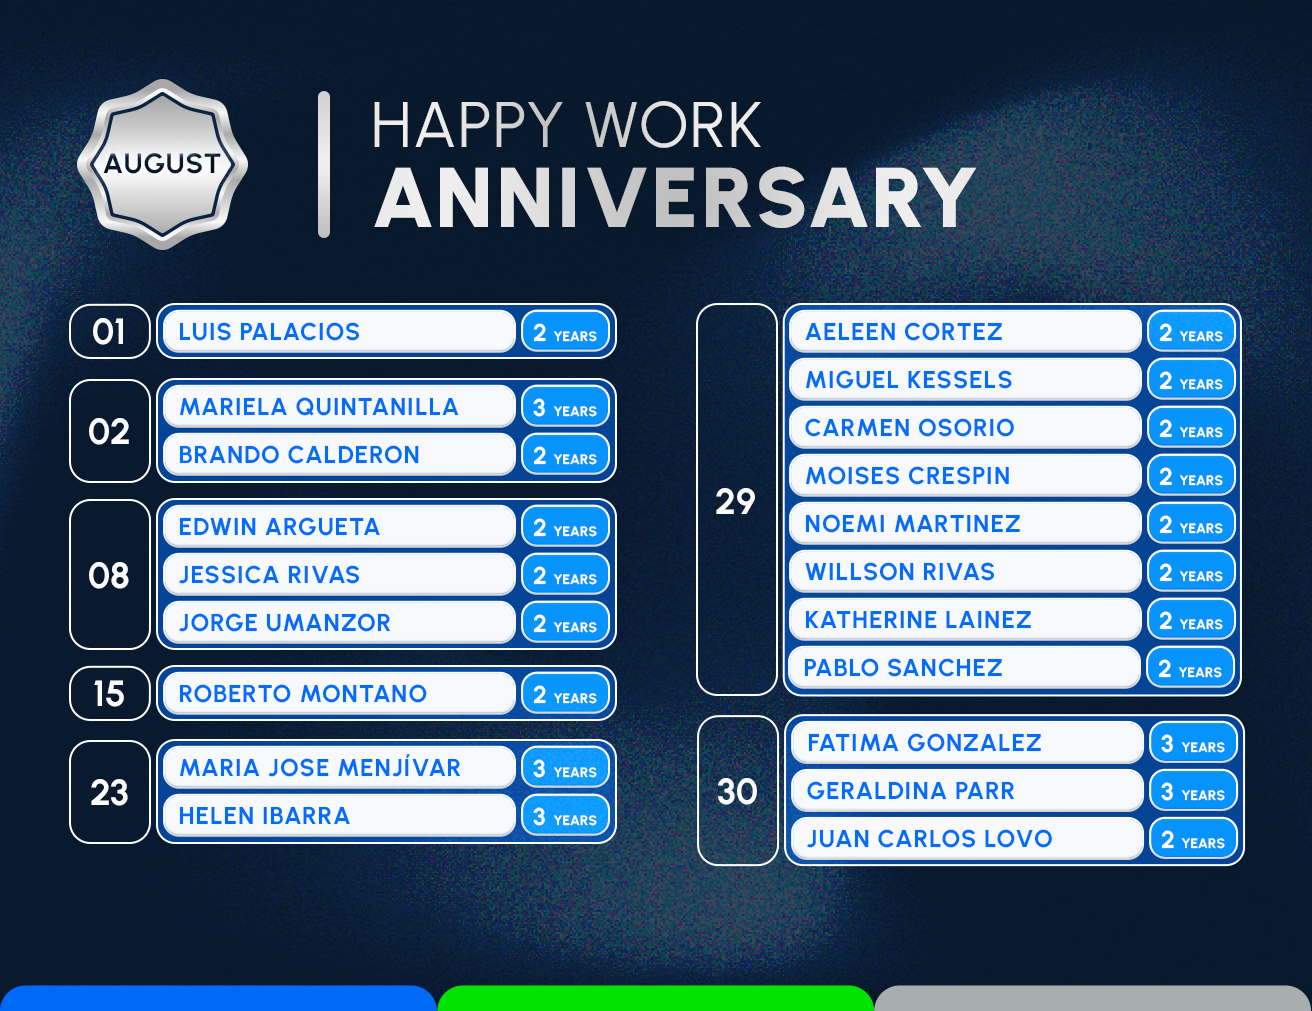 AUGUST
HAPPY WORK
ANNIVERSARY
01
LUIS PALACIOS 2 YEARS
02
MARIELA QUINTANILLA 3 YEARS
BRANDO CALDERON 2 YEARS
08
EDWIN ARGUETA 2 YEARS
JESSICA RIVAS 2 YEARS
JORGE UMANZOR 2 YEARS
15
ROBERTO MONTANO 2 YEARS
23
MARIA JOSE MENJÍVAR 3 YEARS
HELEN IBARRA 3 YEARS
29
AELEEN CORTEZ 2 YEARS
MIGUEL KESSELS 2 YEARS
CARMEN OSORIO 2 YEARS
MOISES CRESPIN 2 YEARS
NOEMI MARTINEZ 2 YEARS
WILLSON RIVAS 2 YEARS
KATHERINE LAINEZ 2 YEARS
PABLO SANCHEZ 2 YEARS
30
FATIMA GONZALEZ 3 YEARS
GERALDINA PARR 3 YEARS
JUAN CARLOS LOVO 2 YEARS